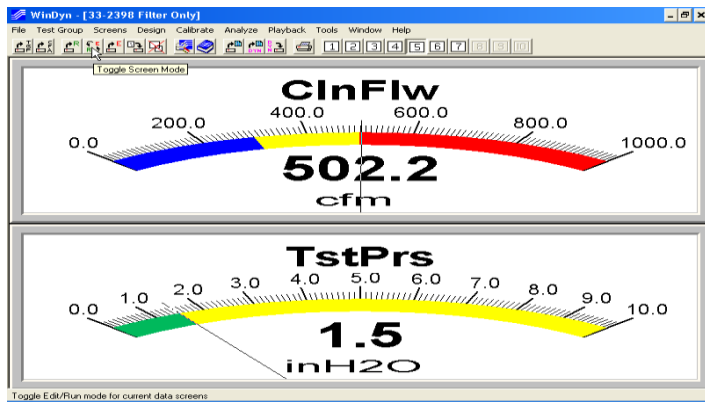 WinDyn - [33-2398 Filter Only]
File Test Group Screens Design Calibrate Analyze Playback Tools Window Help
1 2 3 4 5 6 7 8 9 10
Toggle Screen Mode
ClnFlw
0.0 200.0 400.0 600.0 800.0 1000.0
502.2
cfm
TstPrs
0.0 1.0 2.0 3.0 4.0 5.0 6.0 7.0 8.0 9.0 10.0
1.5
inH2O
Toggle Edit/Run mode for current data screens